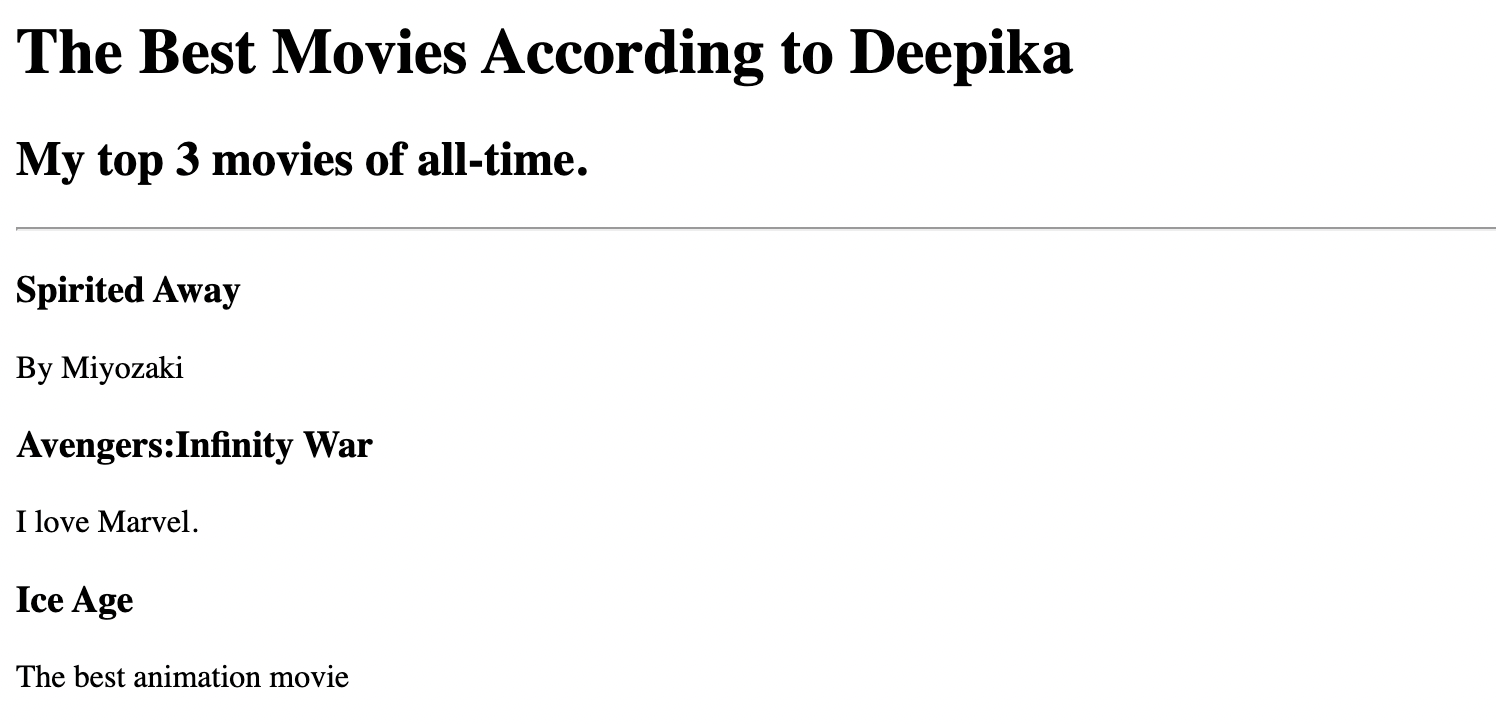 The Best Movies According to Deepika
My top 3 movies of all-time.
Spirited Away
By Miyozaki
Avengers:Infinity War
I love Marvel.
Ice Age
The best animation movie